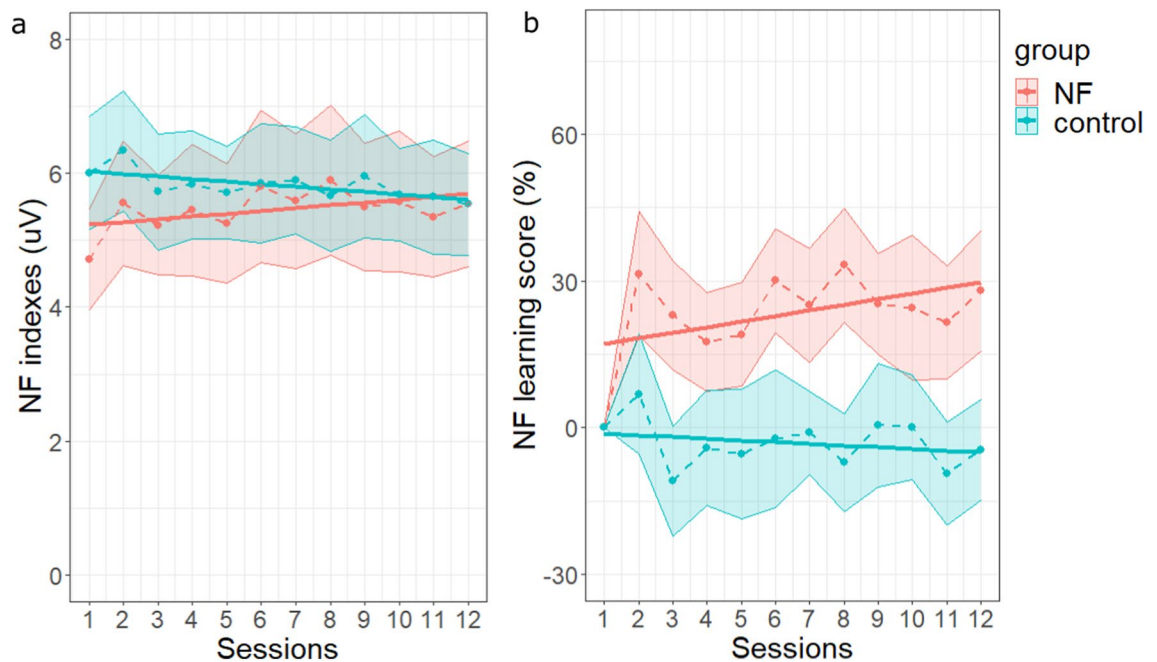 a
NF indexes (uV)
8
6
4
2
0
1 2 3 4 5 6 7 8 9 10 11 12
Sessions
b
NF learning score (%)
60
30
0
-30
1 2 3 4 5 6 7 8 9 10 11 12
Sessions
group
NF
control